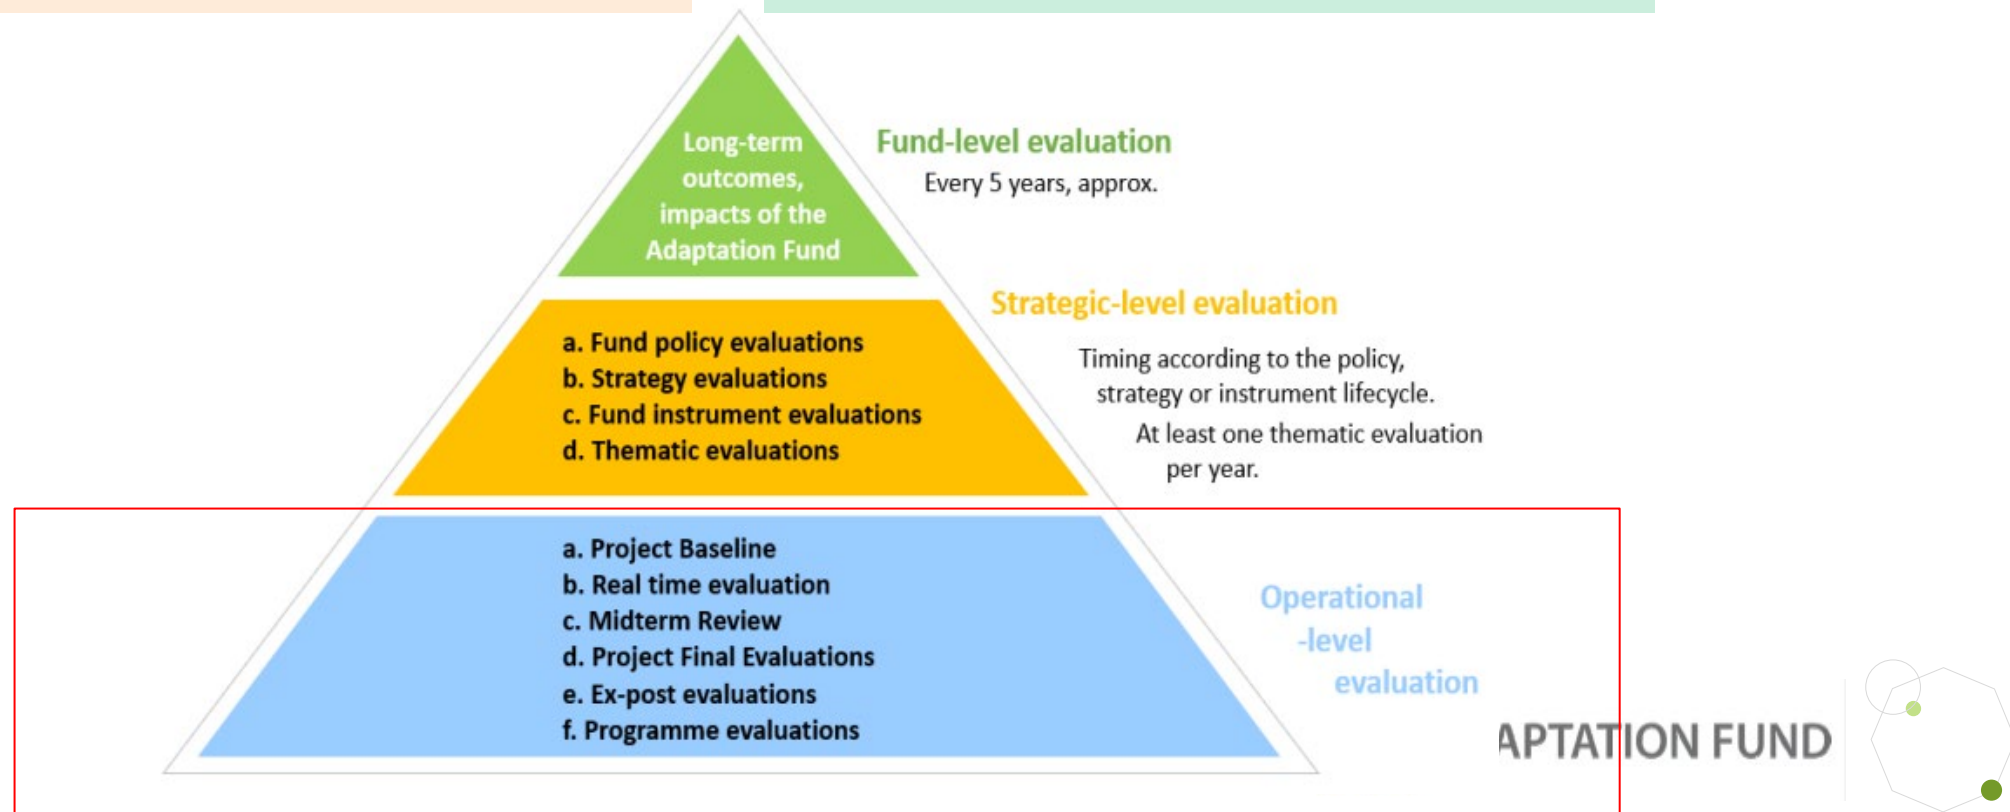 Long-term
outcomes,
impacts of the
Adaptation Fund
Fund-level evaluation
Every 5 years, approx.
Strategic-level evaluation
a. Fund policy evaluations
b. Strategy evaluations
c. Fund instrument evaluations
d. Thematic evaluations
Timing according to the policy,
strategy or instrument lifecycle.
At least one thematic evaluation
per year.
a. Project Baseline
b. Real time evaluation
c. Midterm Review
d. Project Final Evaluations
e. Ex-post evaluations
f. Programme evaluations
Operational
-level
evaluation
APTATION FUND